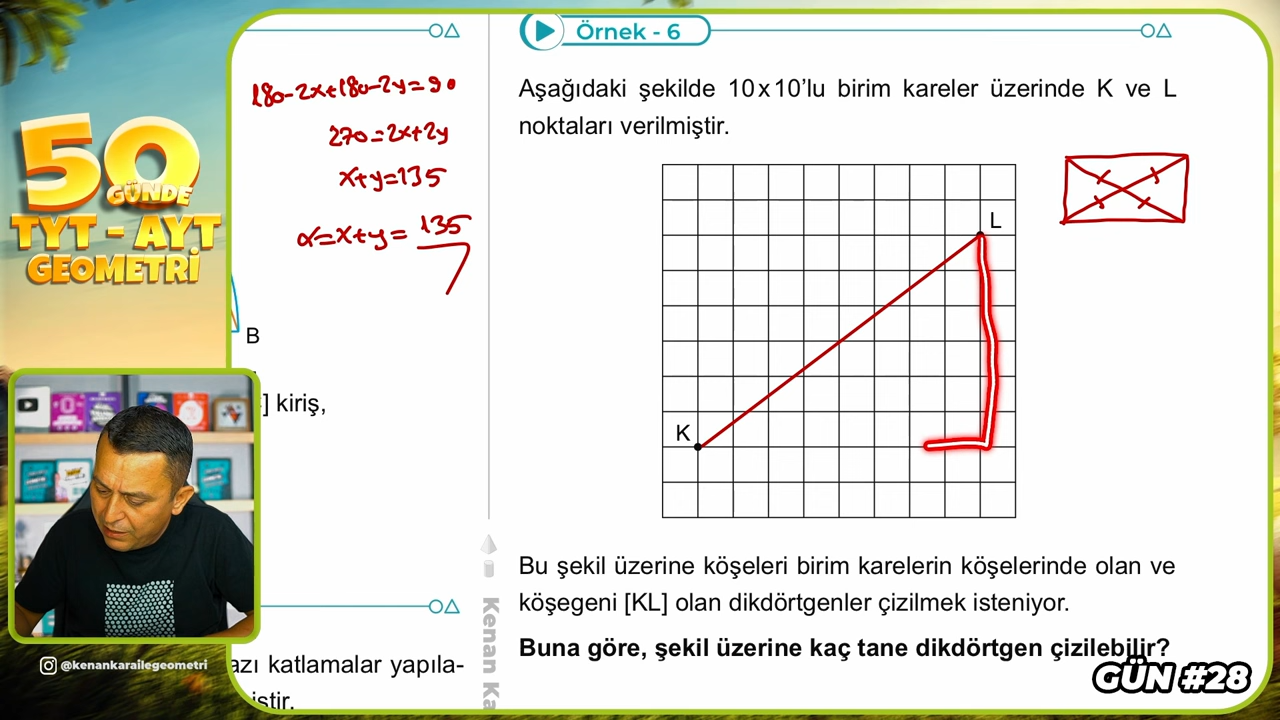 50
GÜNDE
TYT - AYT
GEOMETRİ
180-2x+180-2y=90
270=2x+2y
x+y=135
α=x+y= 135
B
] kiriş,
azı katlamalar yapıla-
iştir.
@kenankarailegeometri
Kenan Ka
Örnek - 6
Aşağıdaki şekilde 10x10'lu birim kareler üzerinde K ve L
noktaları verilmiştir.
L
K
Bu şekil üzerine köşeleri birim karelerin köşelerinde olan ve
köşegeni [KL] olan dikdörtgenler çizilmek isteniyor.
Buna göre, şekil üzerine kaç tane dikdörtgen çizilebilir?
GÜN #28